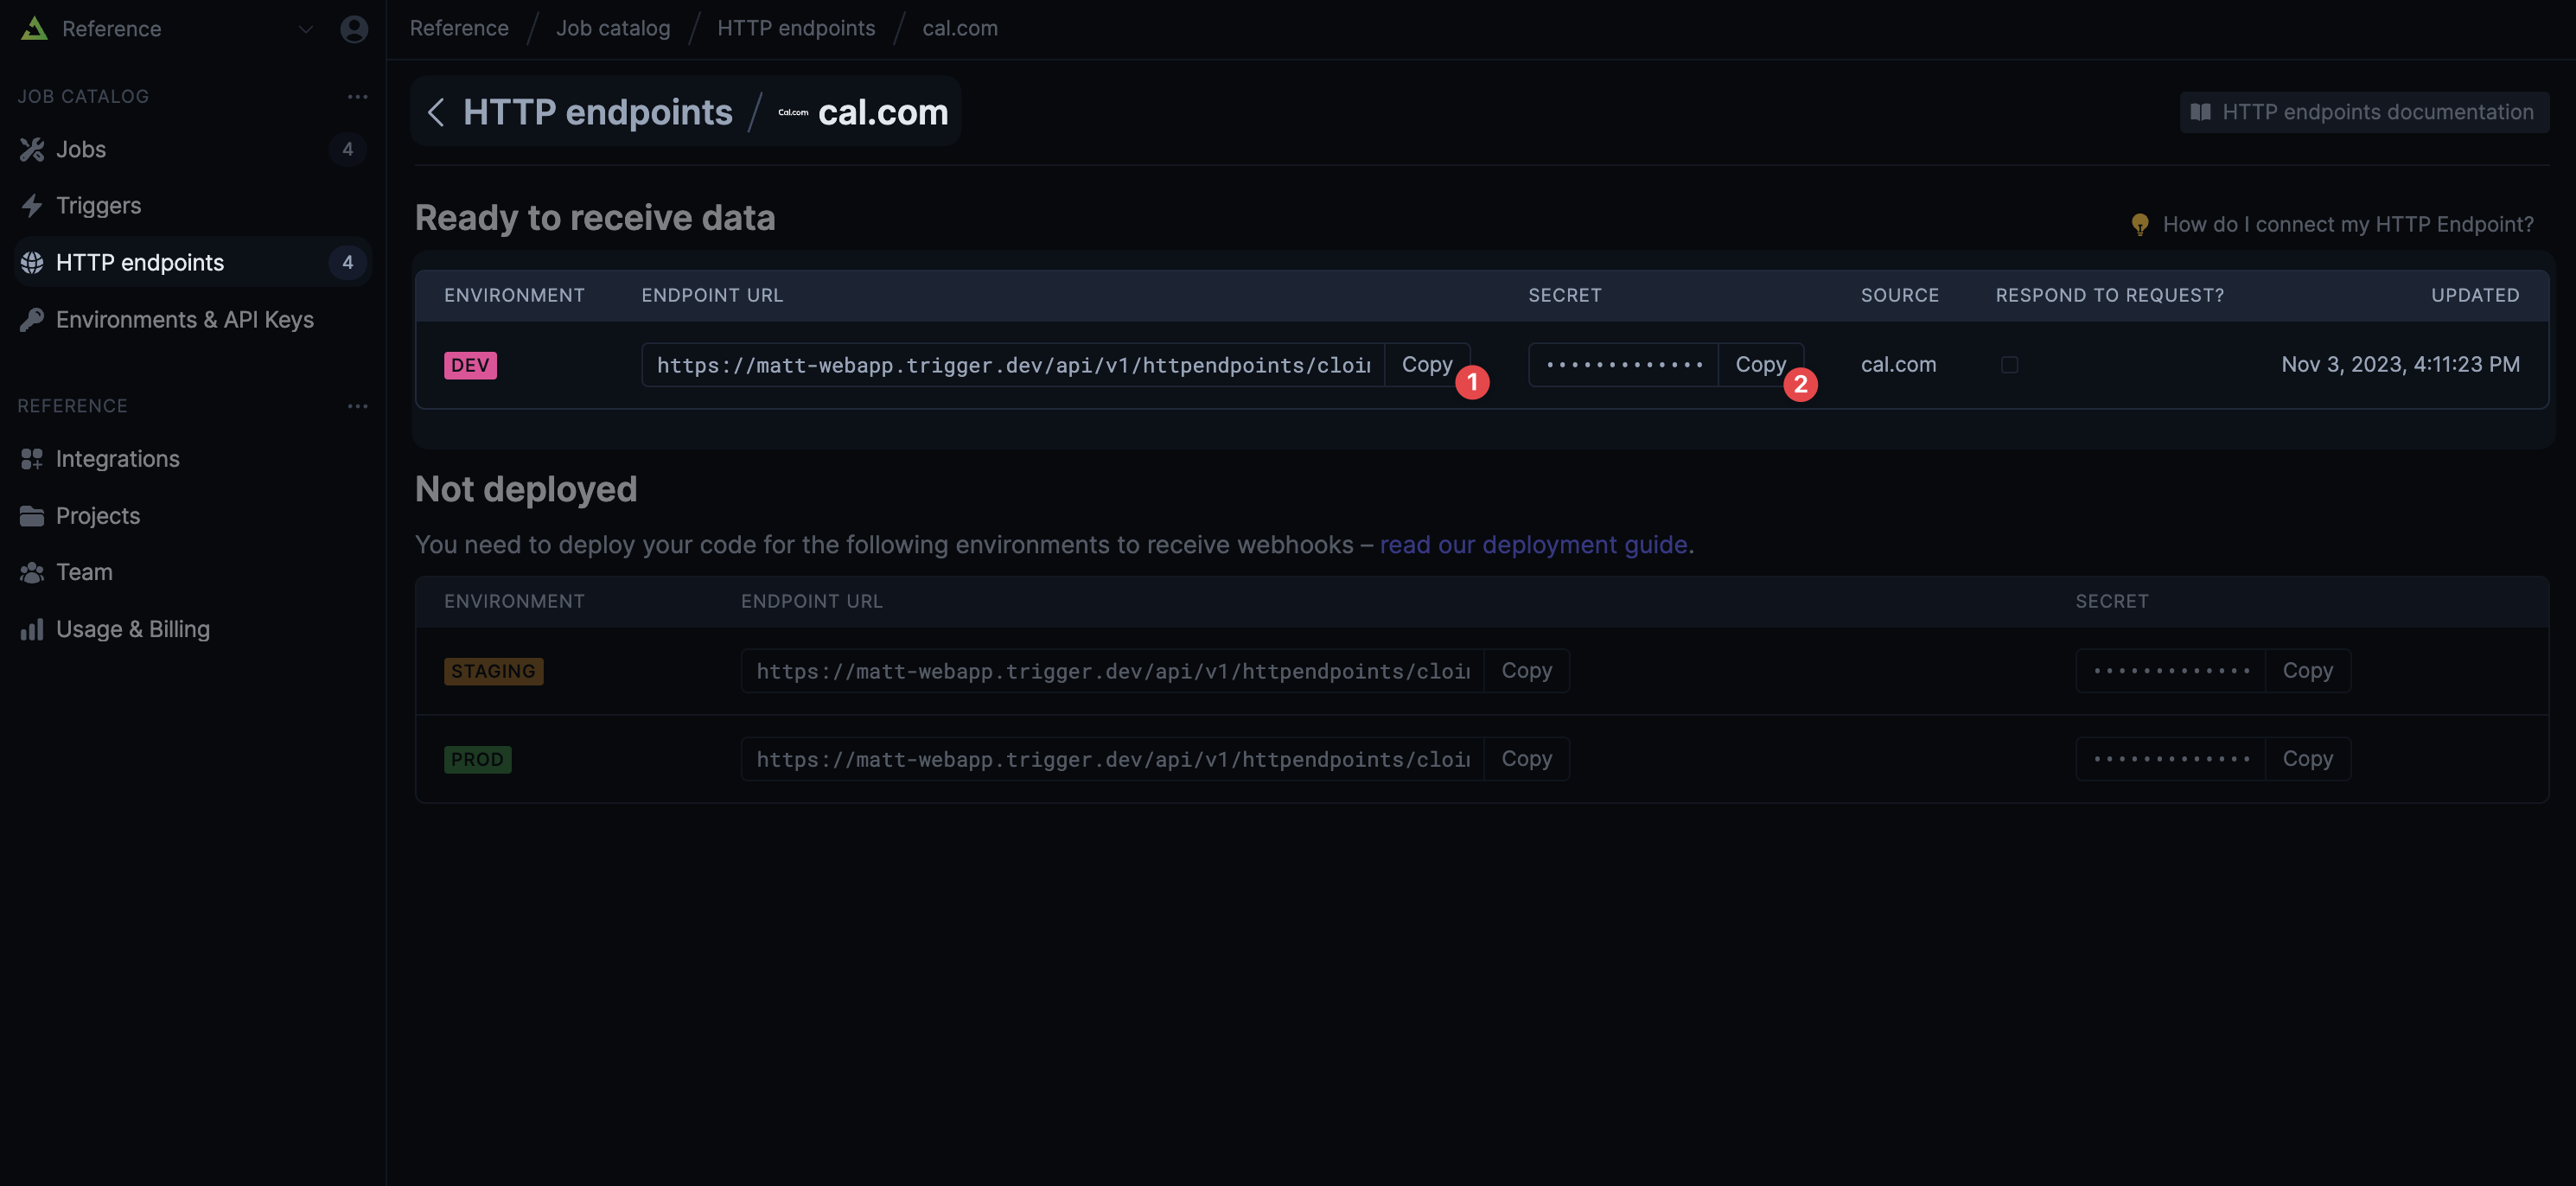 Reference
JOB CATALOG
Jobs 4
Triggers
HTTP endpoints 4
Environments & API Keys
REFERENCE
Integrations
Projects
Team
Usage & Billing
Reference / Job catalog / HTTP endpoints / cal.com
HTTP endpoints / Cal.com cal.com
HTTP endpoints documentation
Ready to receive data
How do I connect my HTTP Endpoint?
ENVIRONMENT ENDPOINT URL SECRET SOURCE RESPOND TO REQUEST? UPDATED
DEV https://matt-webapp.trigger.dev/api/v1/httpendpoints/cloin Copy 1 ••••••••••••• Copy 2 cal.com Nov 3, 2023, 4:11:23 PM
Not deployed
You need to deploy your code for the following environments to receive webhooks – read our deployment guide.
ENVIRONMENT ENDPOINT URL SECRET
STAGING https://matt-webapp.trigger.dev/api/v1/httpendpoints/cloin Copy ••••••••••••• Copy
PROD https://matt-webapp.trigger.dev/api/v1/httpendpoints/cloin Copy ••••••••••••• Copy